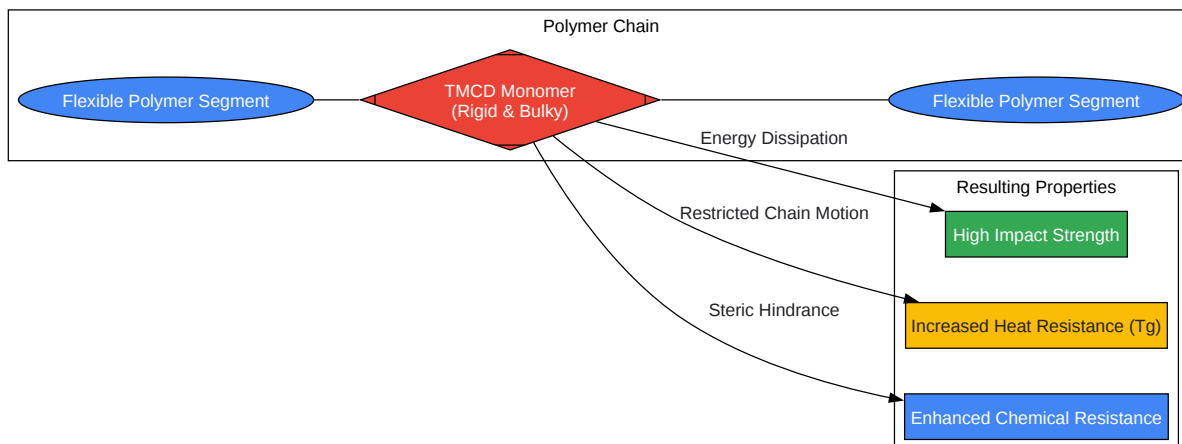 Polymer Chain
Flexible Polymer Segment
TMCD Monomer
(Rigid & Bulky)
Flexible Polymer Segment
Energy Dissipation
Resulting Properties
Restricted Chain Motion
High Impact Strength
Steric Hindrance
Increased Heat Resistance (Tg)
Enhanced Chemical Resistance